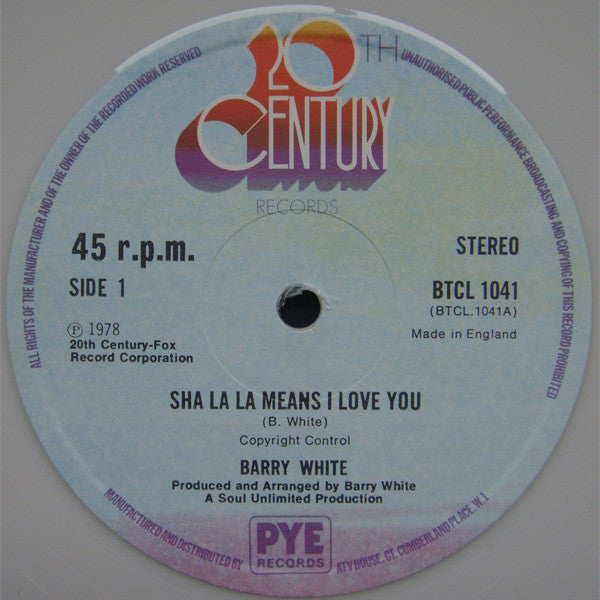 20TH
CENTURY
RECORDS
45 r.p.m.
STEREO
SIDE 1
BTCL 1041
(BTCL.1041A)
℗ 1978
Made in England
20th Century-Fox
Record Corporation
SHA LA LA MEANS I LOVE YOU
(B. White)
Copyright Control
BARRY WHITE
Produced and Arranged by Barry White
A Soul Unlimited Production
PYE
RECORDS
ALL RIGHTS OF THE MANUFACTURER AND OF THE OWNER OF THE RECORDED WORK RESERVED
UNAUTHORISED PUBLIC PERFORMANCE BROADCASTING AND COPYING OF THIS RECORD PROHIBITED
MANUFACTURED AND DISTRIBUTED BY
ATV HOUSE, GT. CUMBERLAND PLACE, W.1